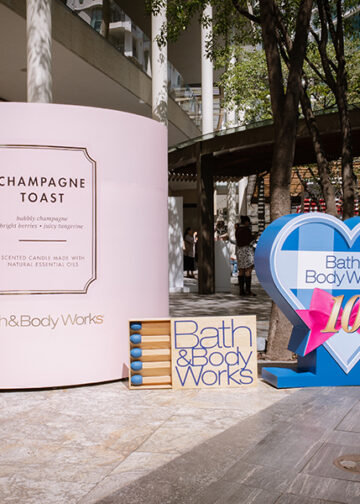 CHAMPAGNE
TOAST
bubbly champagne
bright berries • juicy tangerine
SCENTED CANDLE MADE WITH
NATURAL ESSENTIAL OILS
h&Body Works
Bath
&Body
Works
Bath
Body W
10